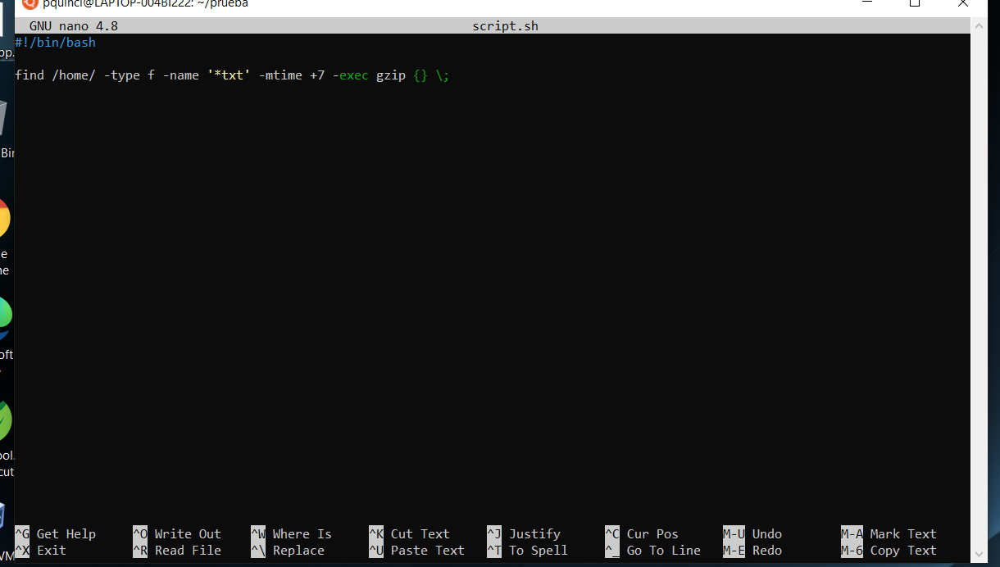 pquinci@LAPTOP-004BI222: ~/prueba
GNU nano 4.8 script.sh
#!/bin/bash
find /home/ -type f -name '*txt' -mtime +7 -exec gzip {} \;
^G Get Help ^O Write Out ^W Where Is ^K Cut Text ^J Justify ^C Cur Pos M-U Undo M-A Mark Text
^X Exit ^R Read File ^\ Replace ^U Paste Text ^T To Spell ^_ Go To Line M-E Redo M-6 Copy Text